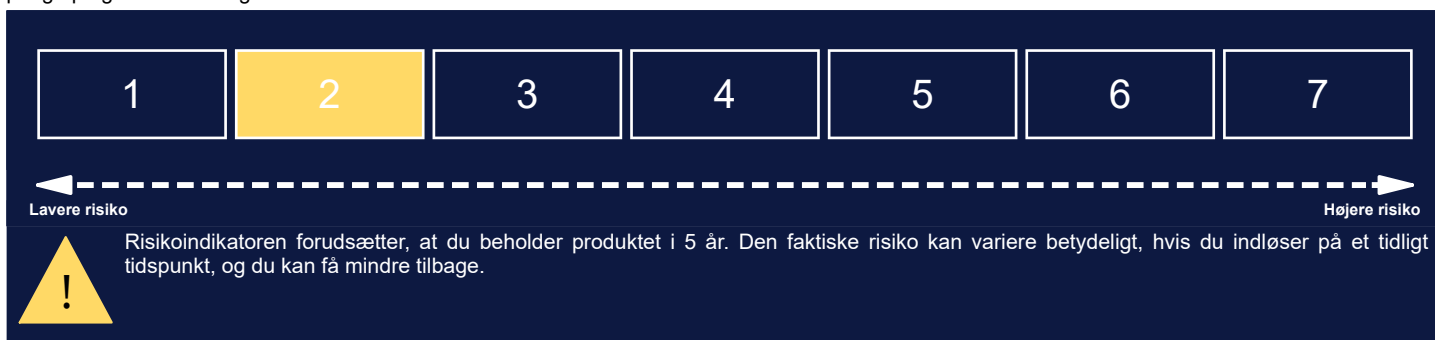 1 2 3 4 5 6 7
Lavere risiko Højere risiko
Risikoindikatoren forudsætter, at du beholder produktet i 5 år. Den faktiske risiko kan variere betydeligt, hvis du indløser på et tidligt
tidspunkt, og du kan få mindre tilbage.
!